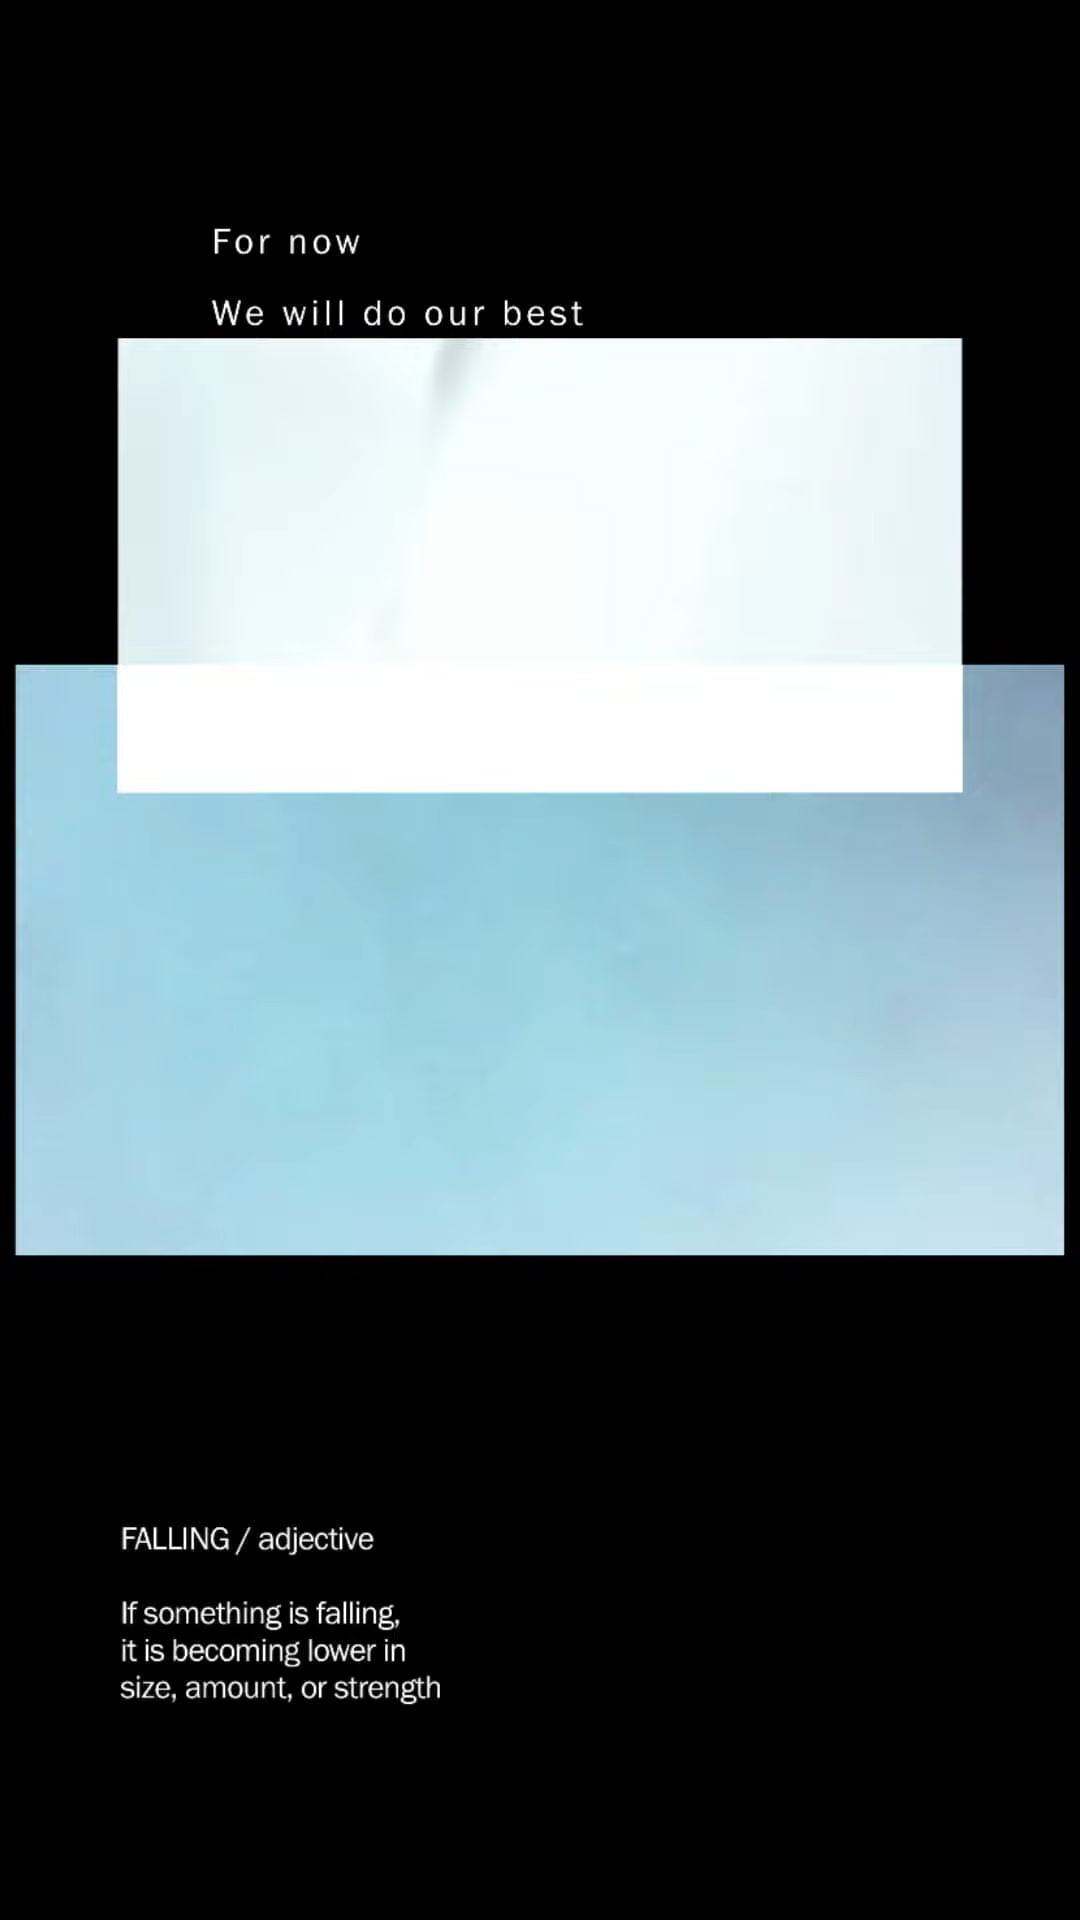 For now
We will do our best
FALLING / adjective
If something is falling,
it is becoming lower in
size, amount, or strength